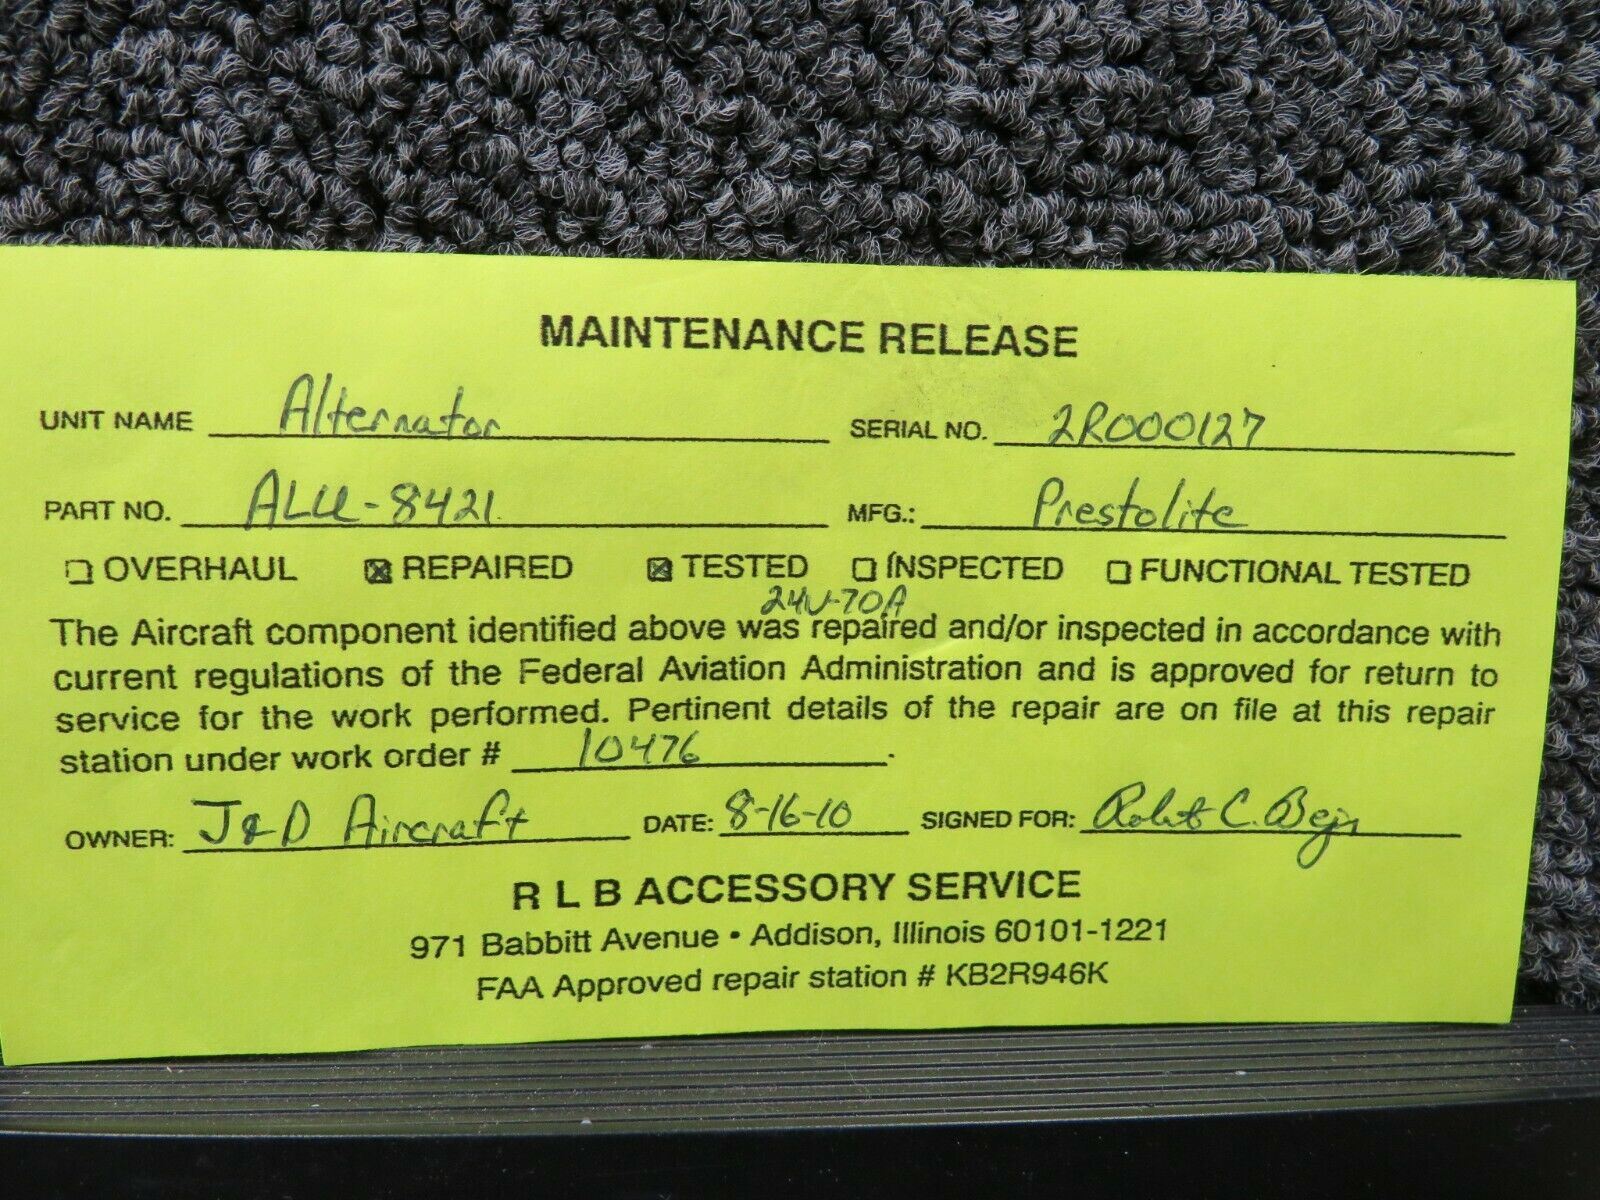 MAINTENANCE RELEASE
UNIT NAME Alternator SERIAL NO. 2R000127
PART NO. ALU-8421 MFG.: Prestolite
☐ OVERHAUL ☒ REPAIRED ☒ TESTED ☐ INSPECTED ☐ FUNCTIONAL TESTED
24V-70A
The Aircraft component identified above was repaired and/or inspected in accordance with
current regulations of the Federal Aviation Administration and is approved for return to
service for the work performed. Pertinent details of the repair are on file at this repair
station under work order # 10476.
OWNER: J&D Aircraft DATE: 8-16-10 SIGNED FOR: Robert C.
R L B ACCESSORY SERVICE
971 Babbitt Avenue • Addison, Illinois 60101-1221
FAA Approved repair station # KB2R946K